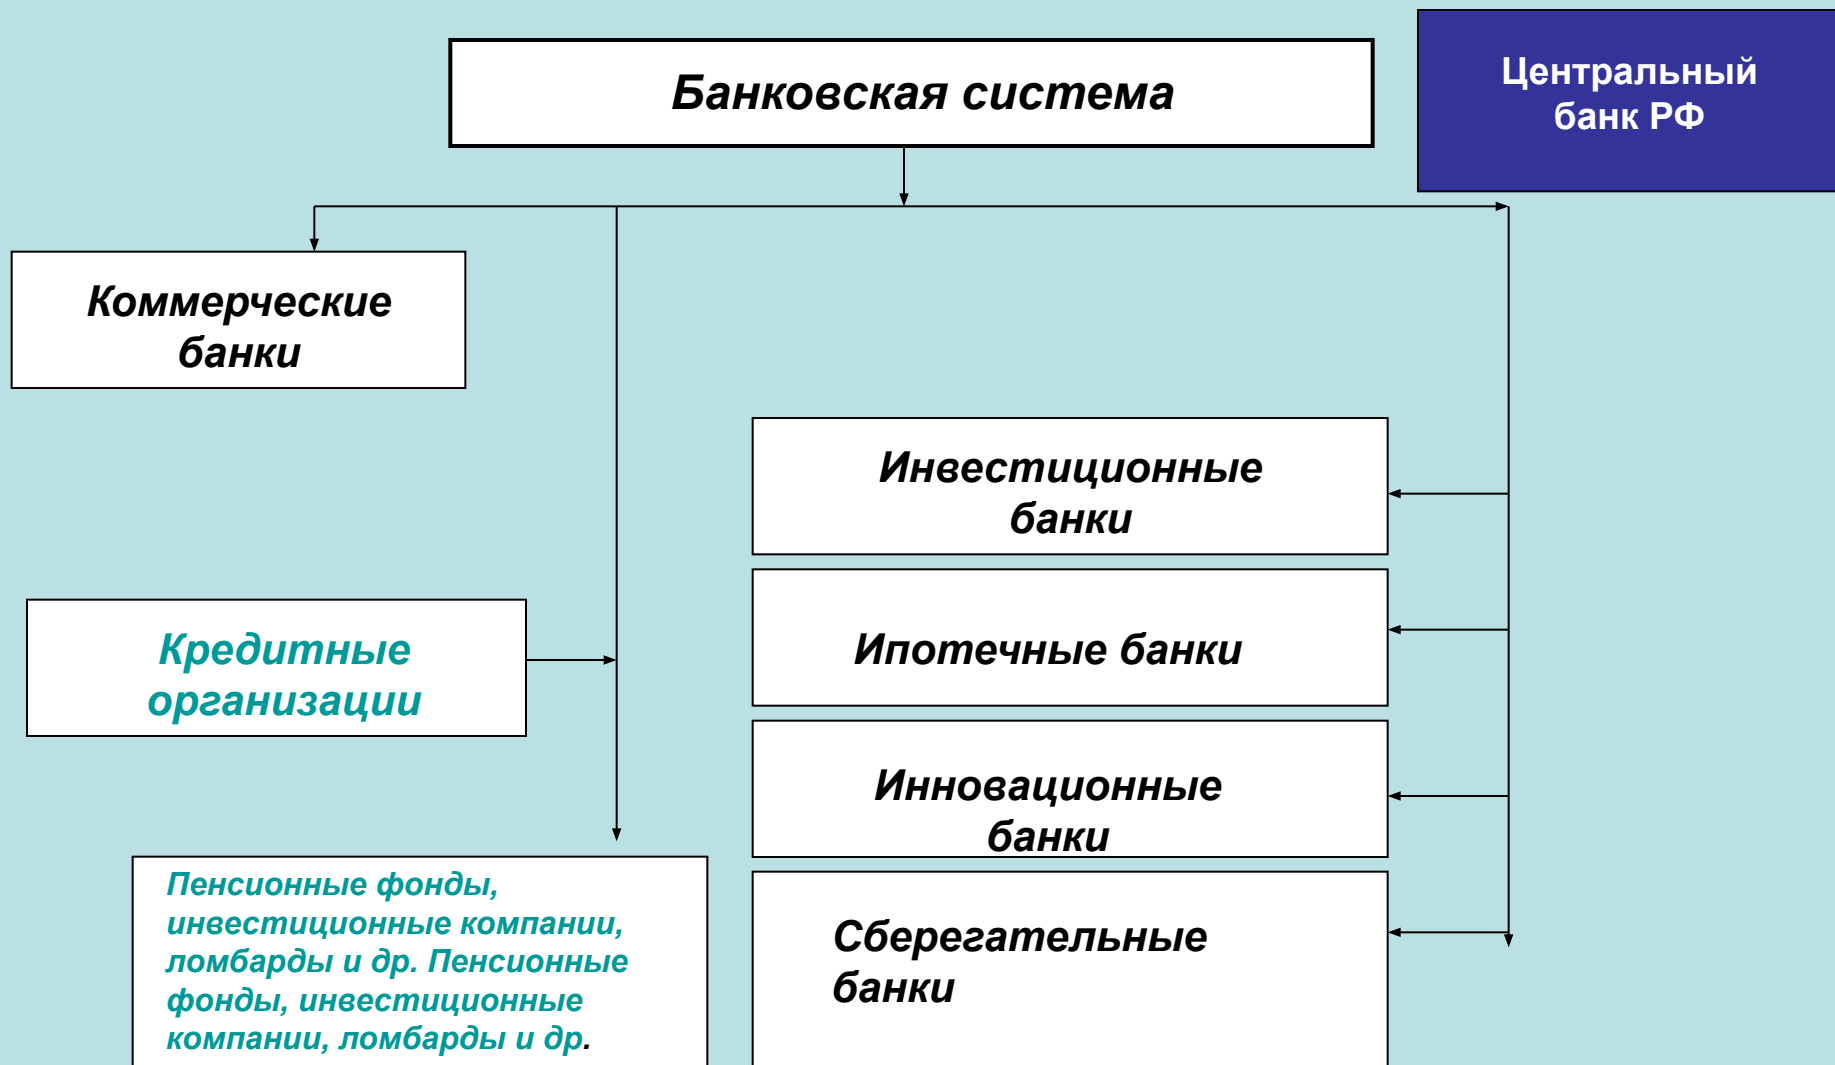 Банковская система
Центральный
банк РФ
Коммерческие
банки
Инвестиционные
банки
Кредитные
организации
Ипотечные банки
Инновационные
банки
Пенсионные фонды,
инвестиционные компании,
ломбарды и др. Пенсионные
фонды, инвестиционные
компании, ломбарды и др.
Сберегательные
банки